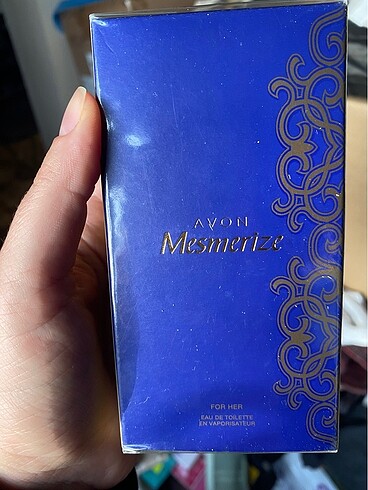 AVON
Mesmerize
FOR HER
EAU DE TOILETTE
EN VAPORISATEUR